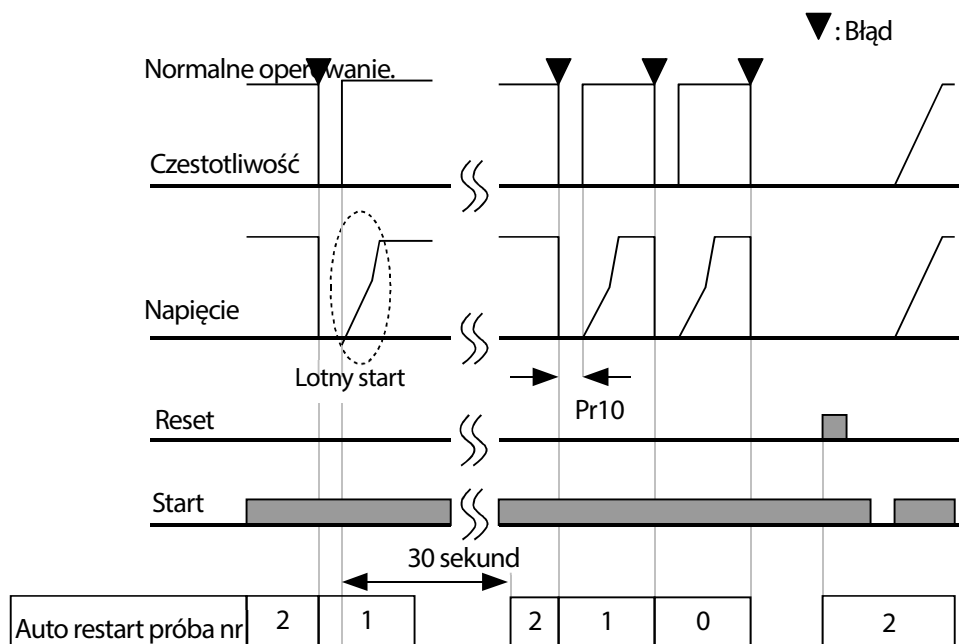 ▼: Błąd
Normalne operowanie.
Czestotliwość
Napięcie
Lotny start
Pr10
Reset
Start
30 sekund
Auto restart próba nr 2 1 2 1 0 2